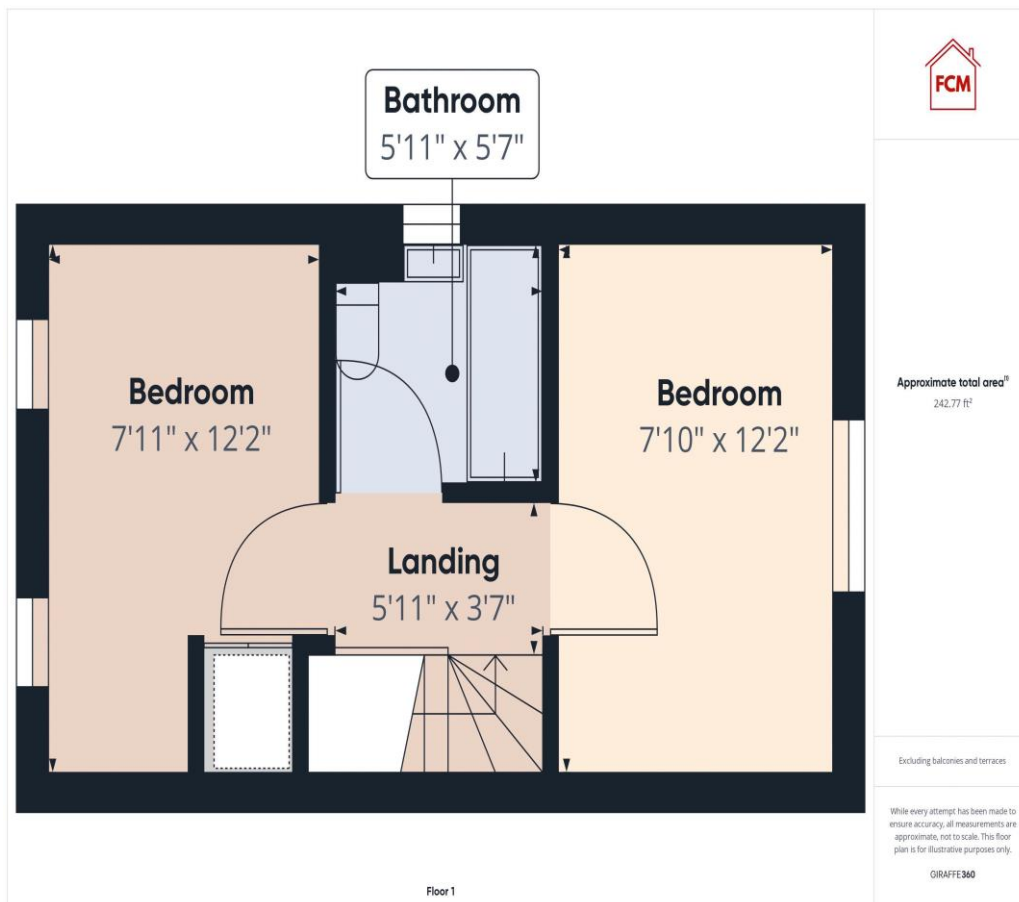 Bathroom
5'11" x 5'7"
Bedroom
7'11" x 12'2"
Bedroom
7'10" x 12'2"
Landing
5'11" x 3'7"
Floor 1
FCM
Approximate total area⁽¹⁾
242.77 ft²
Excluding balconies and terraces
While every attempt has been made to
ensure accuracy, all measurements are
approximate, not to scale. This floor
plan is for illustrative purposes only.
GIRAFFE360